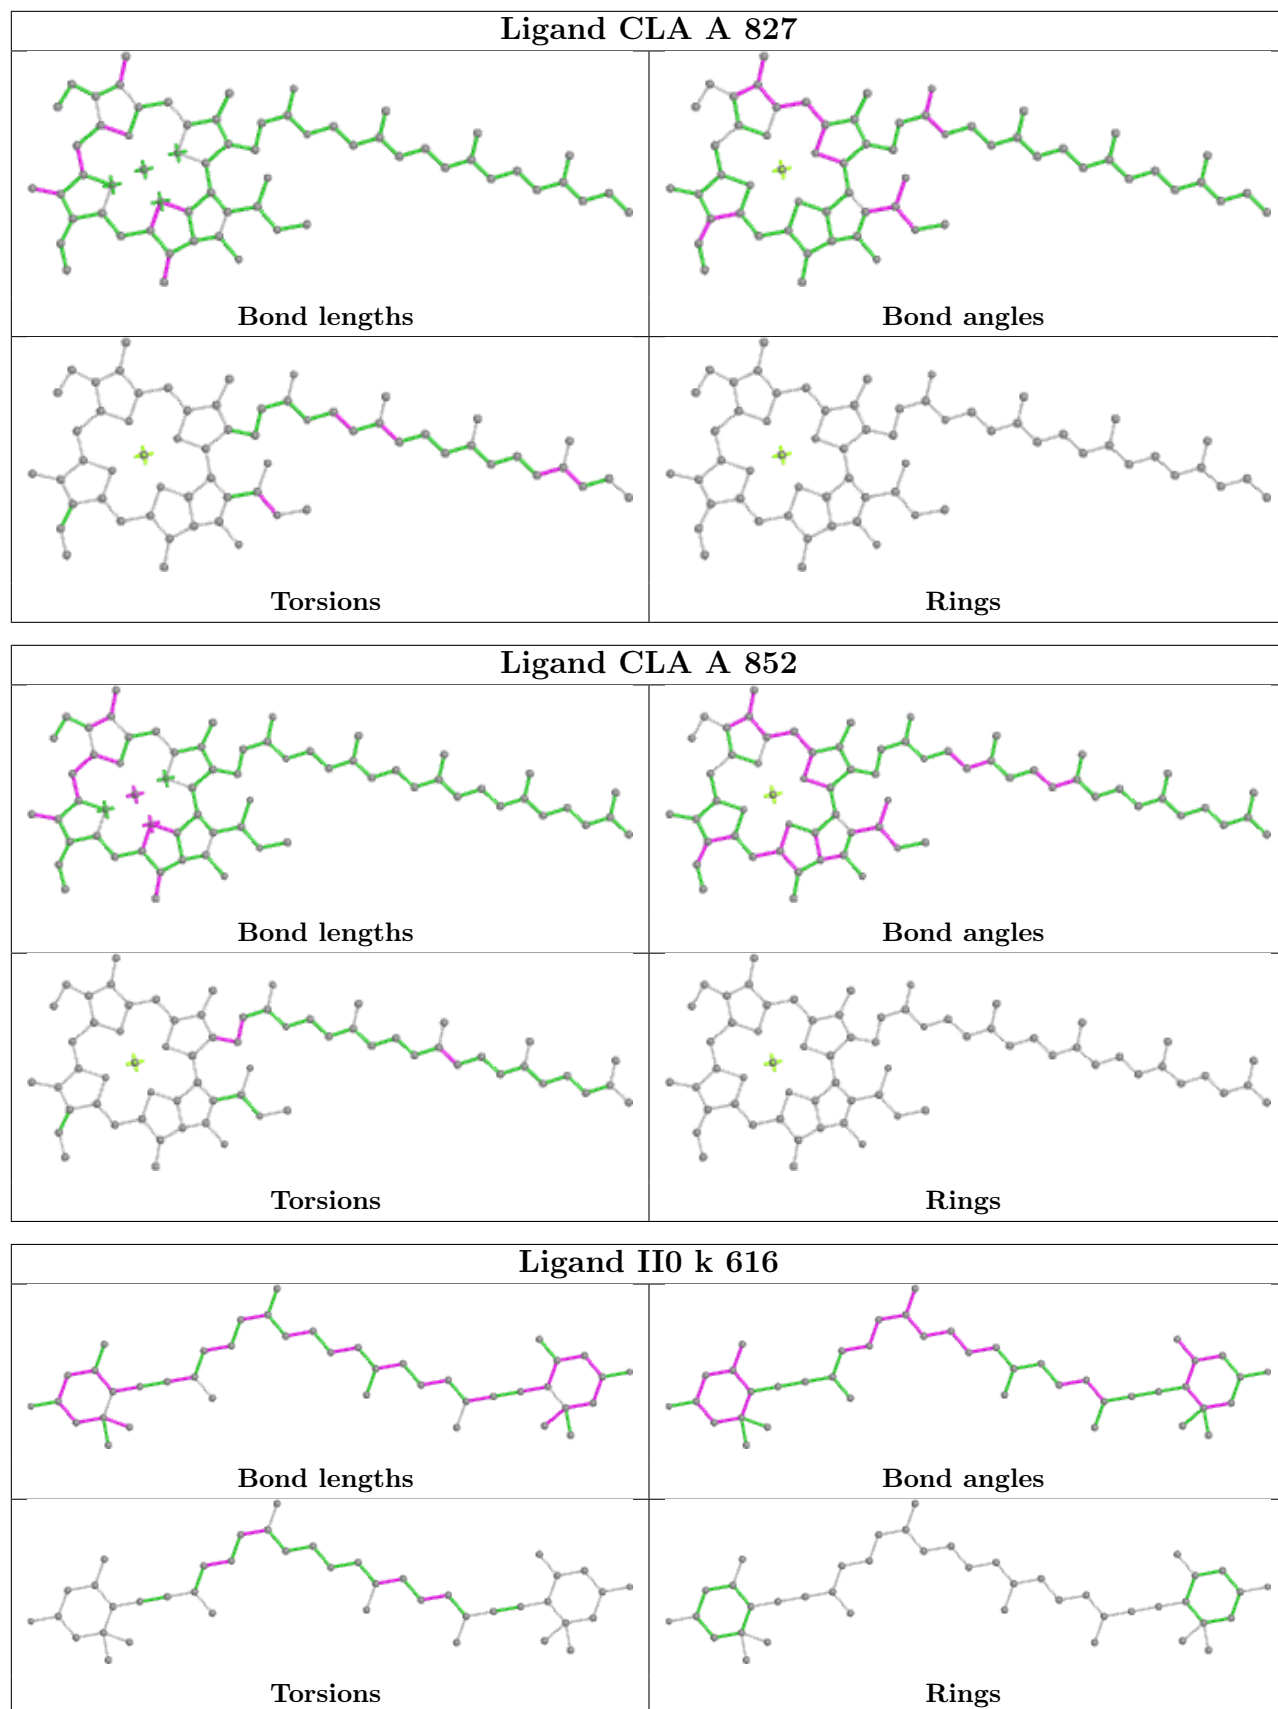 Ligand CLA A 827
Bond lengths
Bond angles
Torsions
Rings
Ligand CLA A 852
Bond lengths
Bond angles
Torsions
Rings
Ligand II0 k 616
Bond lengths
Bond angles
Torsions
Rings